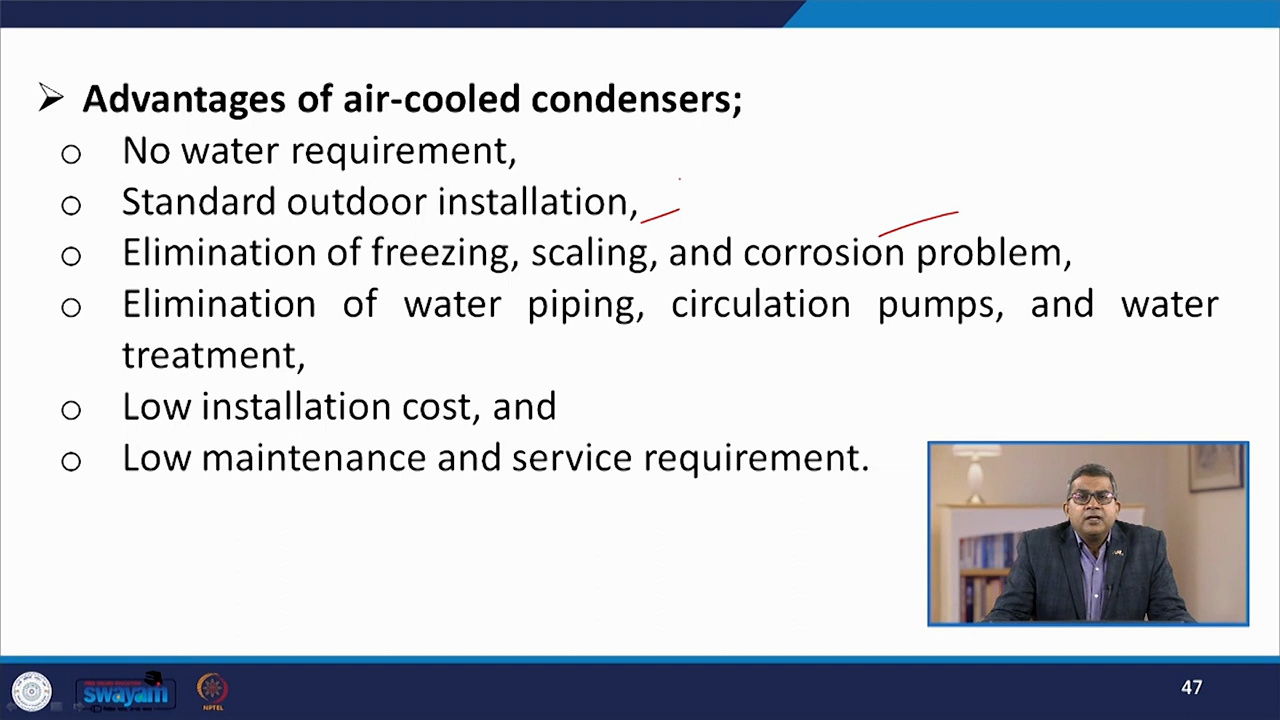 ➢ Advantages of air-cooled condensers;
o No water requirement,
o Standard outdoor installation,
o Elimination of freezing, scaling, and corrosion problem,
o Elimination of water piping, circulation pumps, and water
treatment,
o Low installation cost, and
o Low maintenance and service requirement.
swayam
NPTEL
47